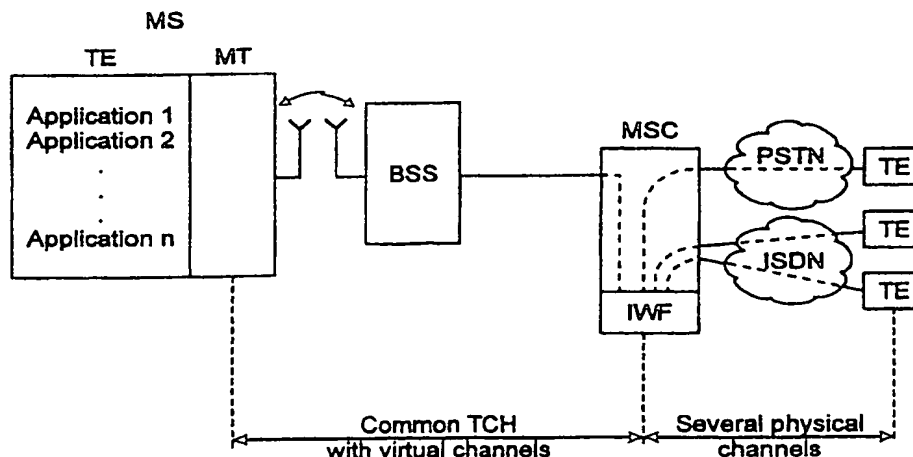 MS
TE MT
Application 1
Application 2
.
.
.
Application n
BSS
MSC
IWF
PSTN
ISDN
TE
TE
TE
Common TCH
with virtual channels
Several physical
channels